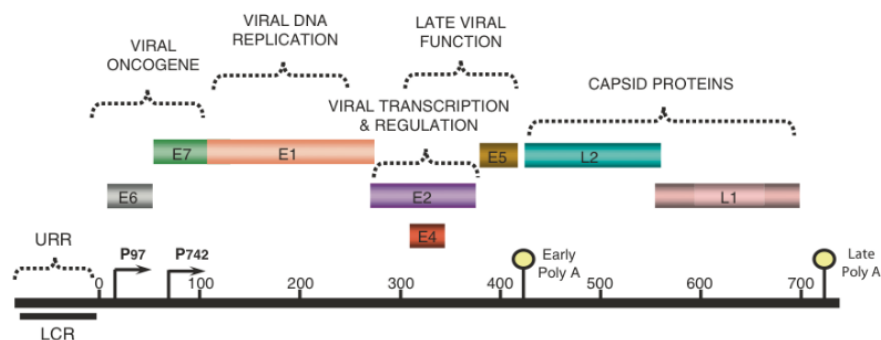 VIRAL
ONCOGENE
VIRAL DNA
REPLICATION
LATE VIRAL
FUNCTION
VIRAL TRANSCRIPTION
& REGULATION
CAPSID PROTEINS
E7
E1
E5
L2
E6
E2
L1
E4
URR
P97
P742
Early
Poly A
Late
Poly A
0
100
200
300
400
500
600
700
LCR